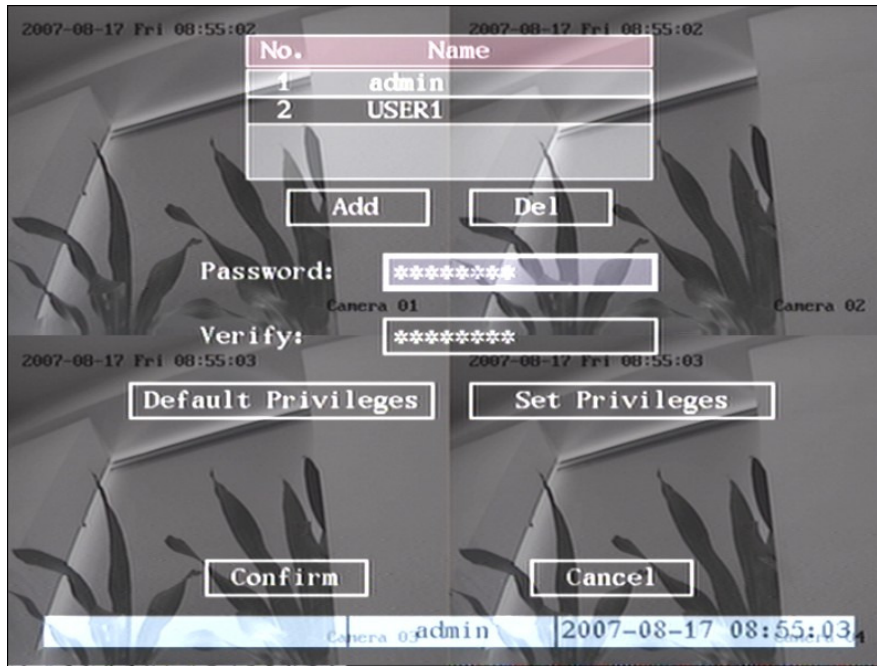 2007-08-17 Fri 08:55:02
2007-08-17 Fri 08:55:02
No. Name
1 admin
2 USER1
Add Del
Password: ********
Camera 01
Camera 02
Verify: ********
2007-08-17 Fri 08:55:03
2007-08-17 Fri 08:55:03
Default Privileges Set Privileges
Confirm Cancel
Camera 03
admin 2007-08-17 08:55:03